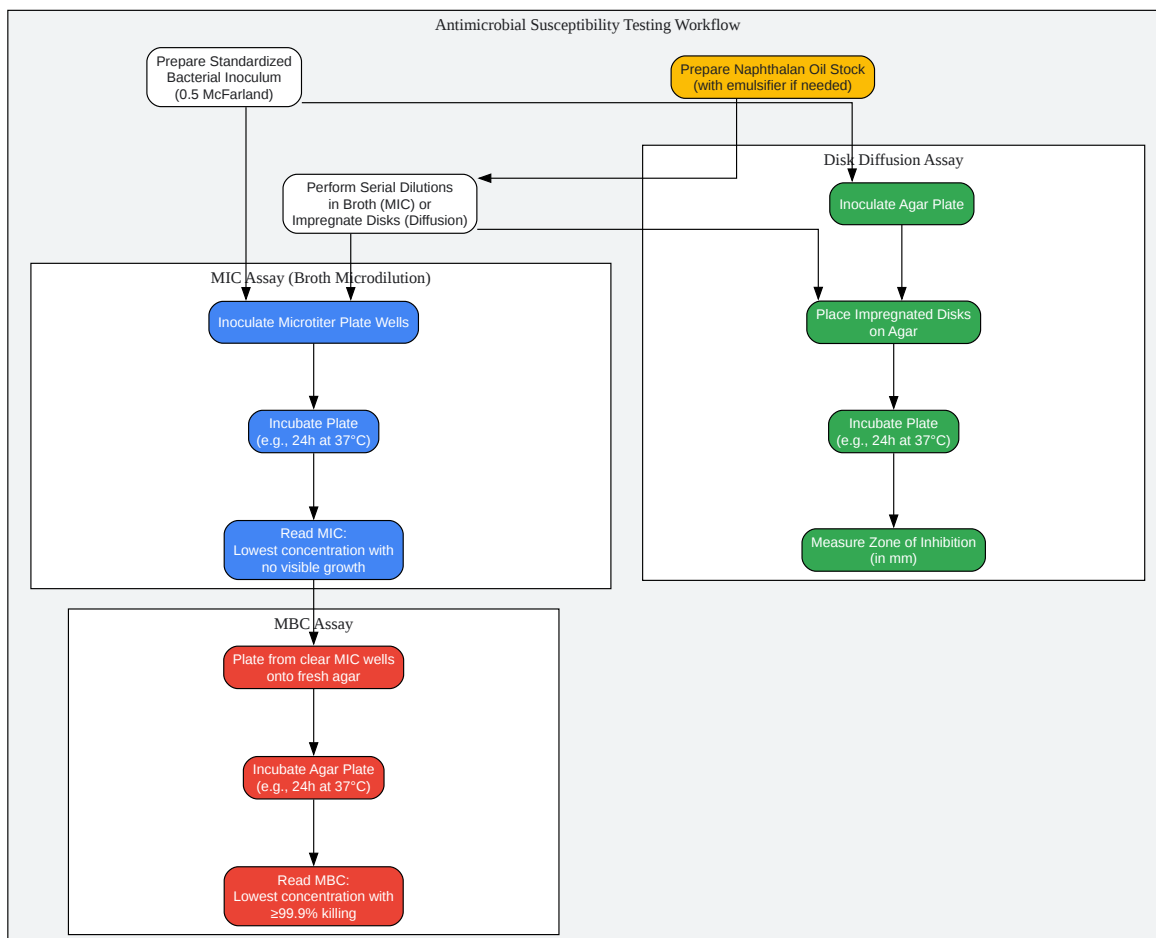 Antimicrobial Susceptibility Testing Workflow
Prepare Standardized
Bacterial Inoculum
(0.5 McFarland)
Prepare Naphthalan Oil Stock
(with emulsifier if needed)
Perform Serial Dilutions
in Broth (MIC) or
Impregnate Disks (Diffusion)
Disk Diffusion Assay
Inoculate Agar Plate
Place Impregnated Disks
on Agar
Incubate Plate
(e.g., 24h at 37°C)
Measure Zone of Inhibition
(in mm)
MIC Assay (Broth Microdilution)
Inoculate Microtiter Plate Wells
Incubate Plate
(e.g., 24h at 37°C)
Read MIC:
Lowest concentration with
no visible growth
MBC Assay
Plate from clear MIC wells
onto fresh agar
Incubate Agar Plate
(e.g., 24h at 37°C)
Read MBC:
Lowest concentration with
≥99.9% killing